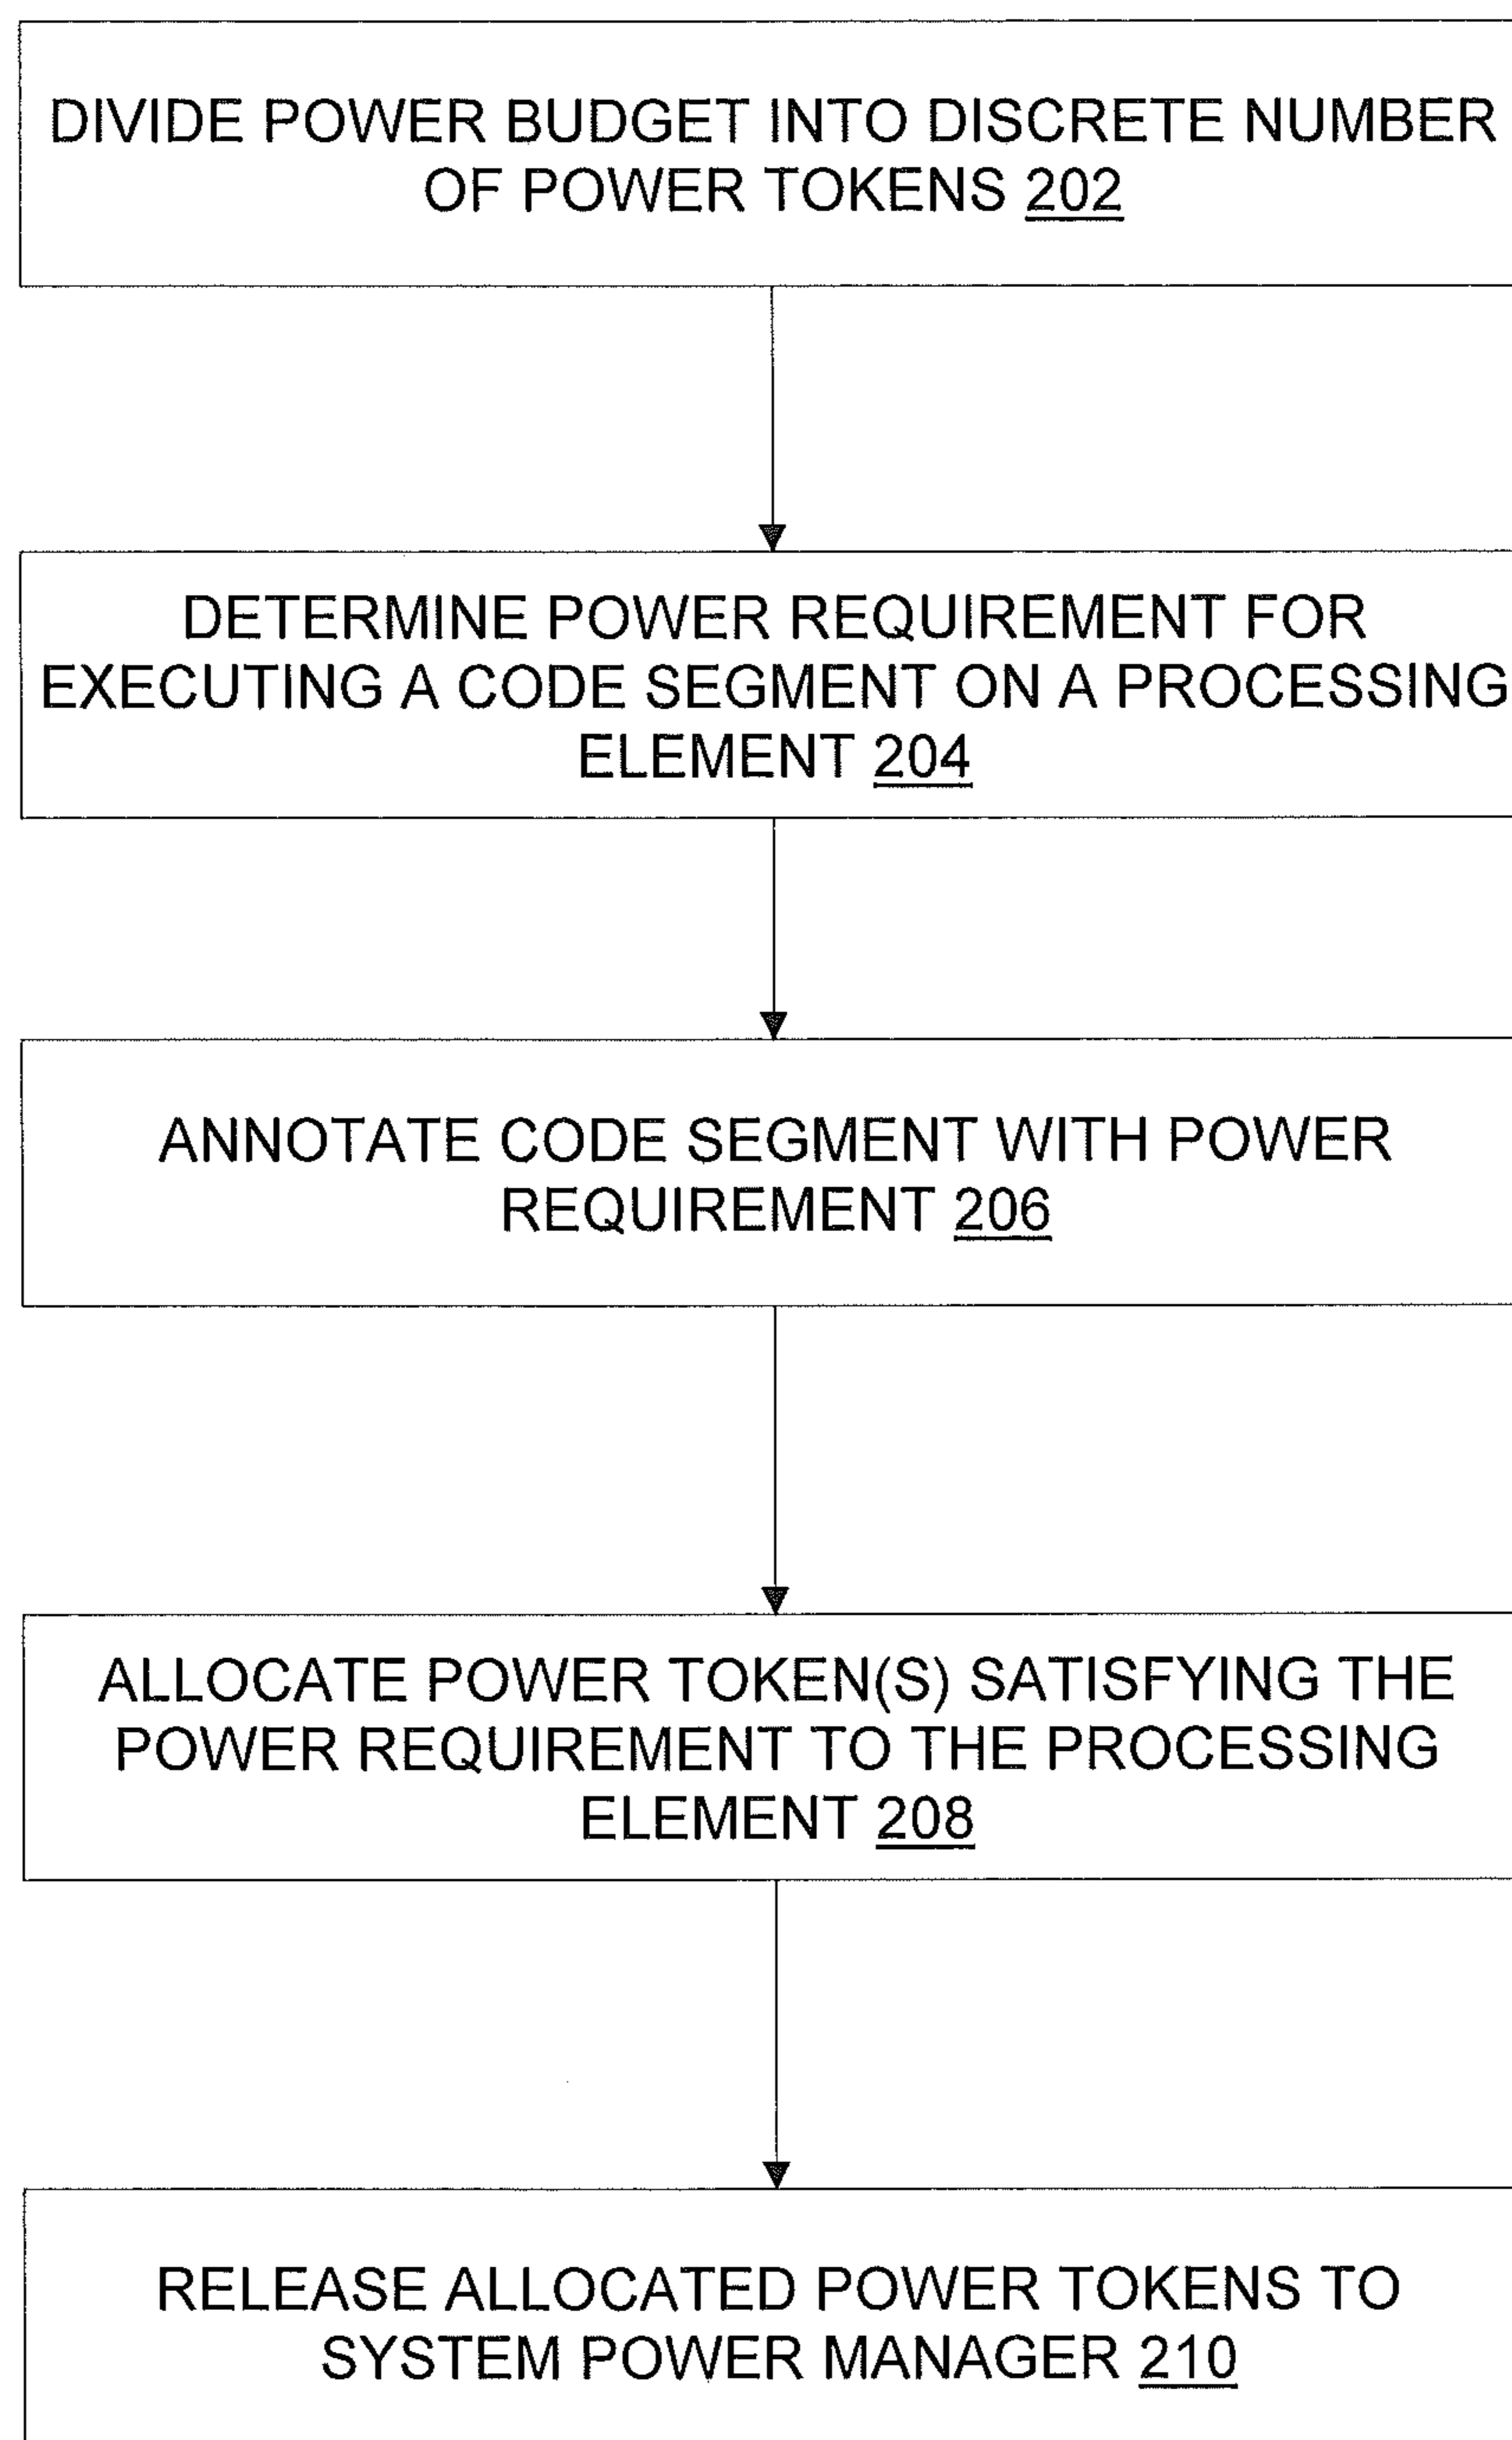 DIVIDE POWER BUDGET INTO DISCRETE NUMBER
OF POWER TOKENS 202
DETERMINE POWER REQUIREMENT FOR
EXECUTING A CODE SEGMENT ON A PROCESSING
ELEMENT 204
ANNOTATE CODE SEGMENT WITH POWER
REQUIREMENT 206
ALLOCATE POWER TOKEN(S) SATISFYING THE
POWER REQUIREMENT TO THE PROCESSING
ELEMENT 208
RELEASE ALLOCATED POWER TOKENS TO
SYSTEM POWER MANAGER 210